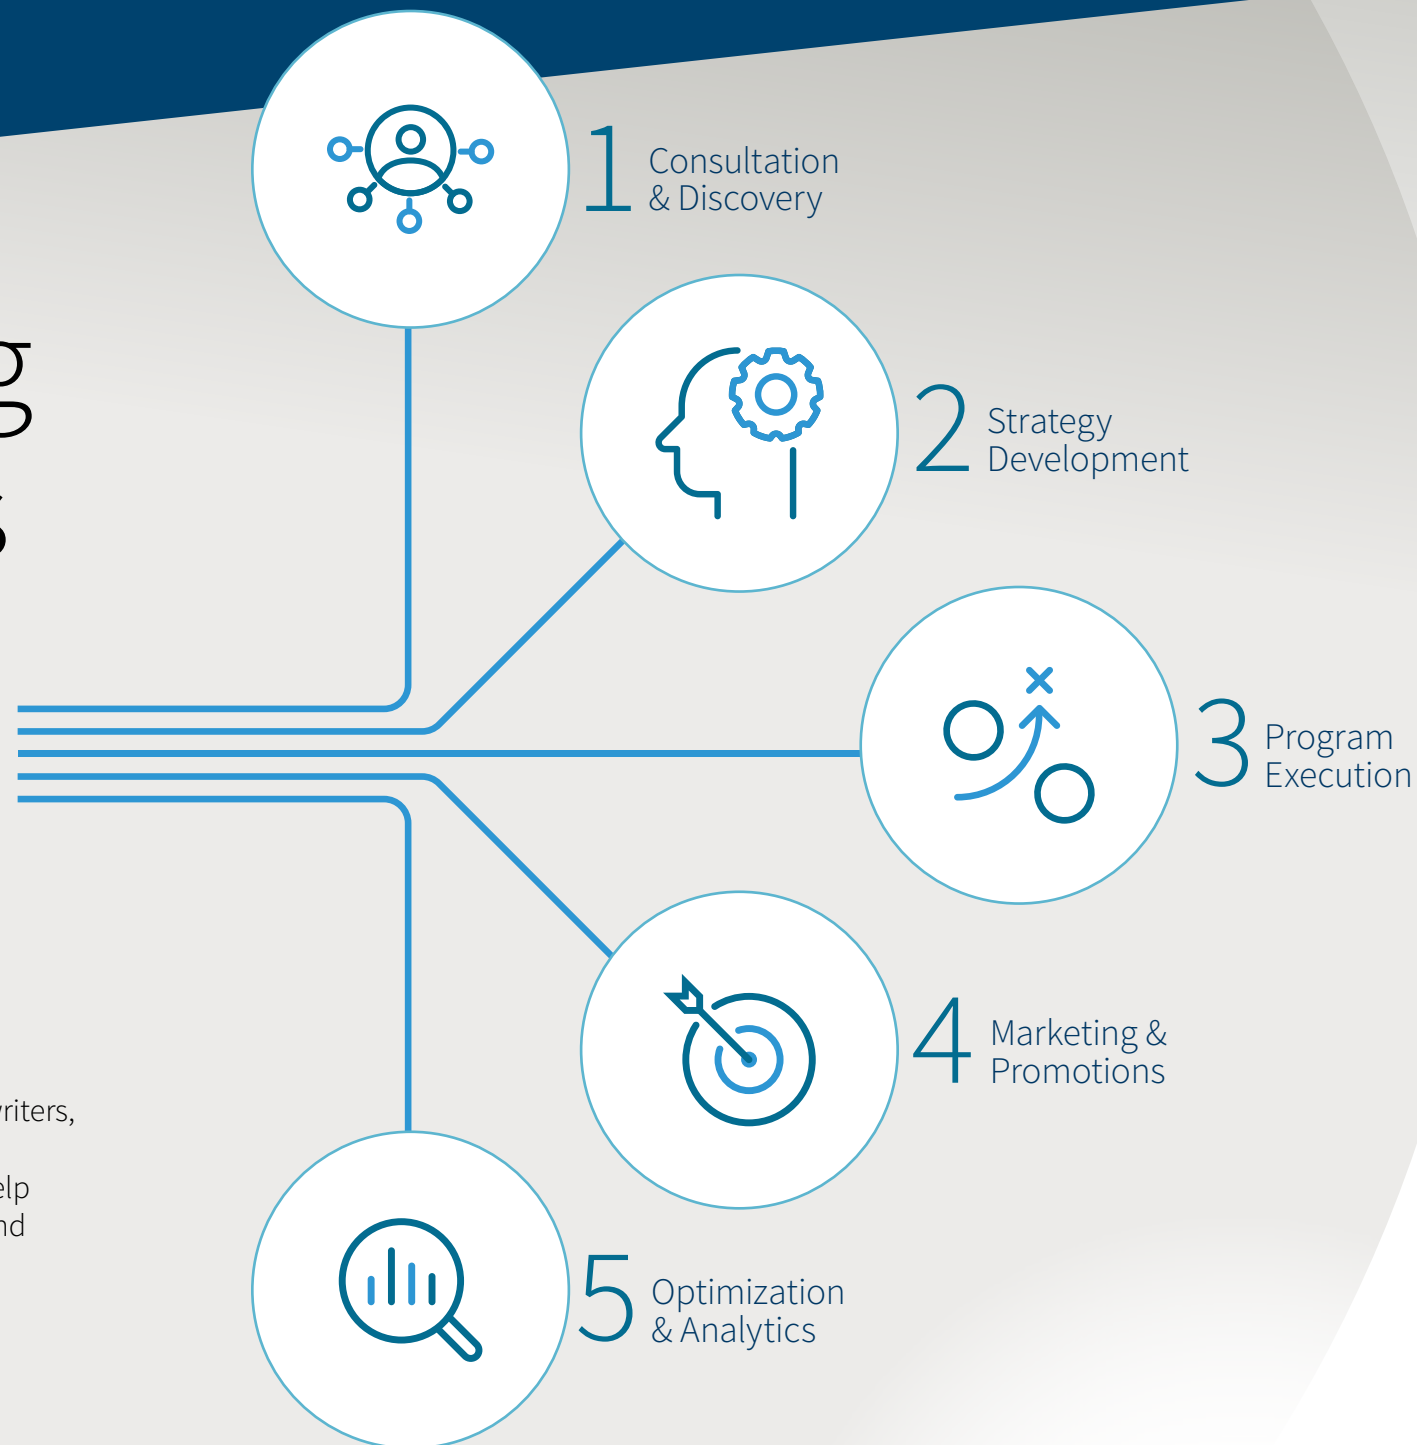 1
Consultation
& Discovery
2
Strategy
Development
3
Program
Execution
4
Marketing &
Promotions
5
Optimization
& Analytics